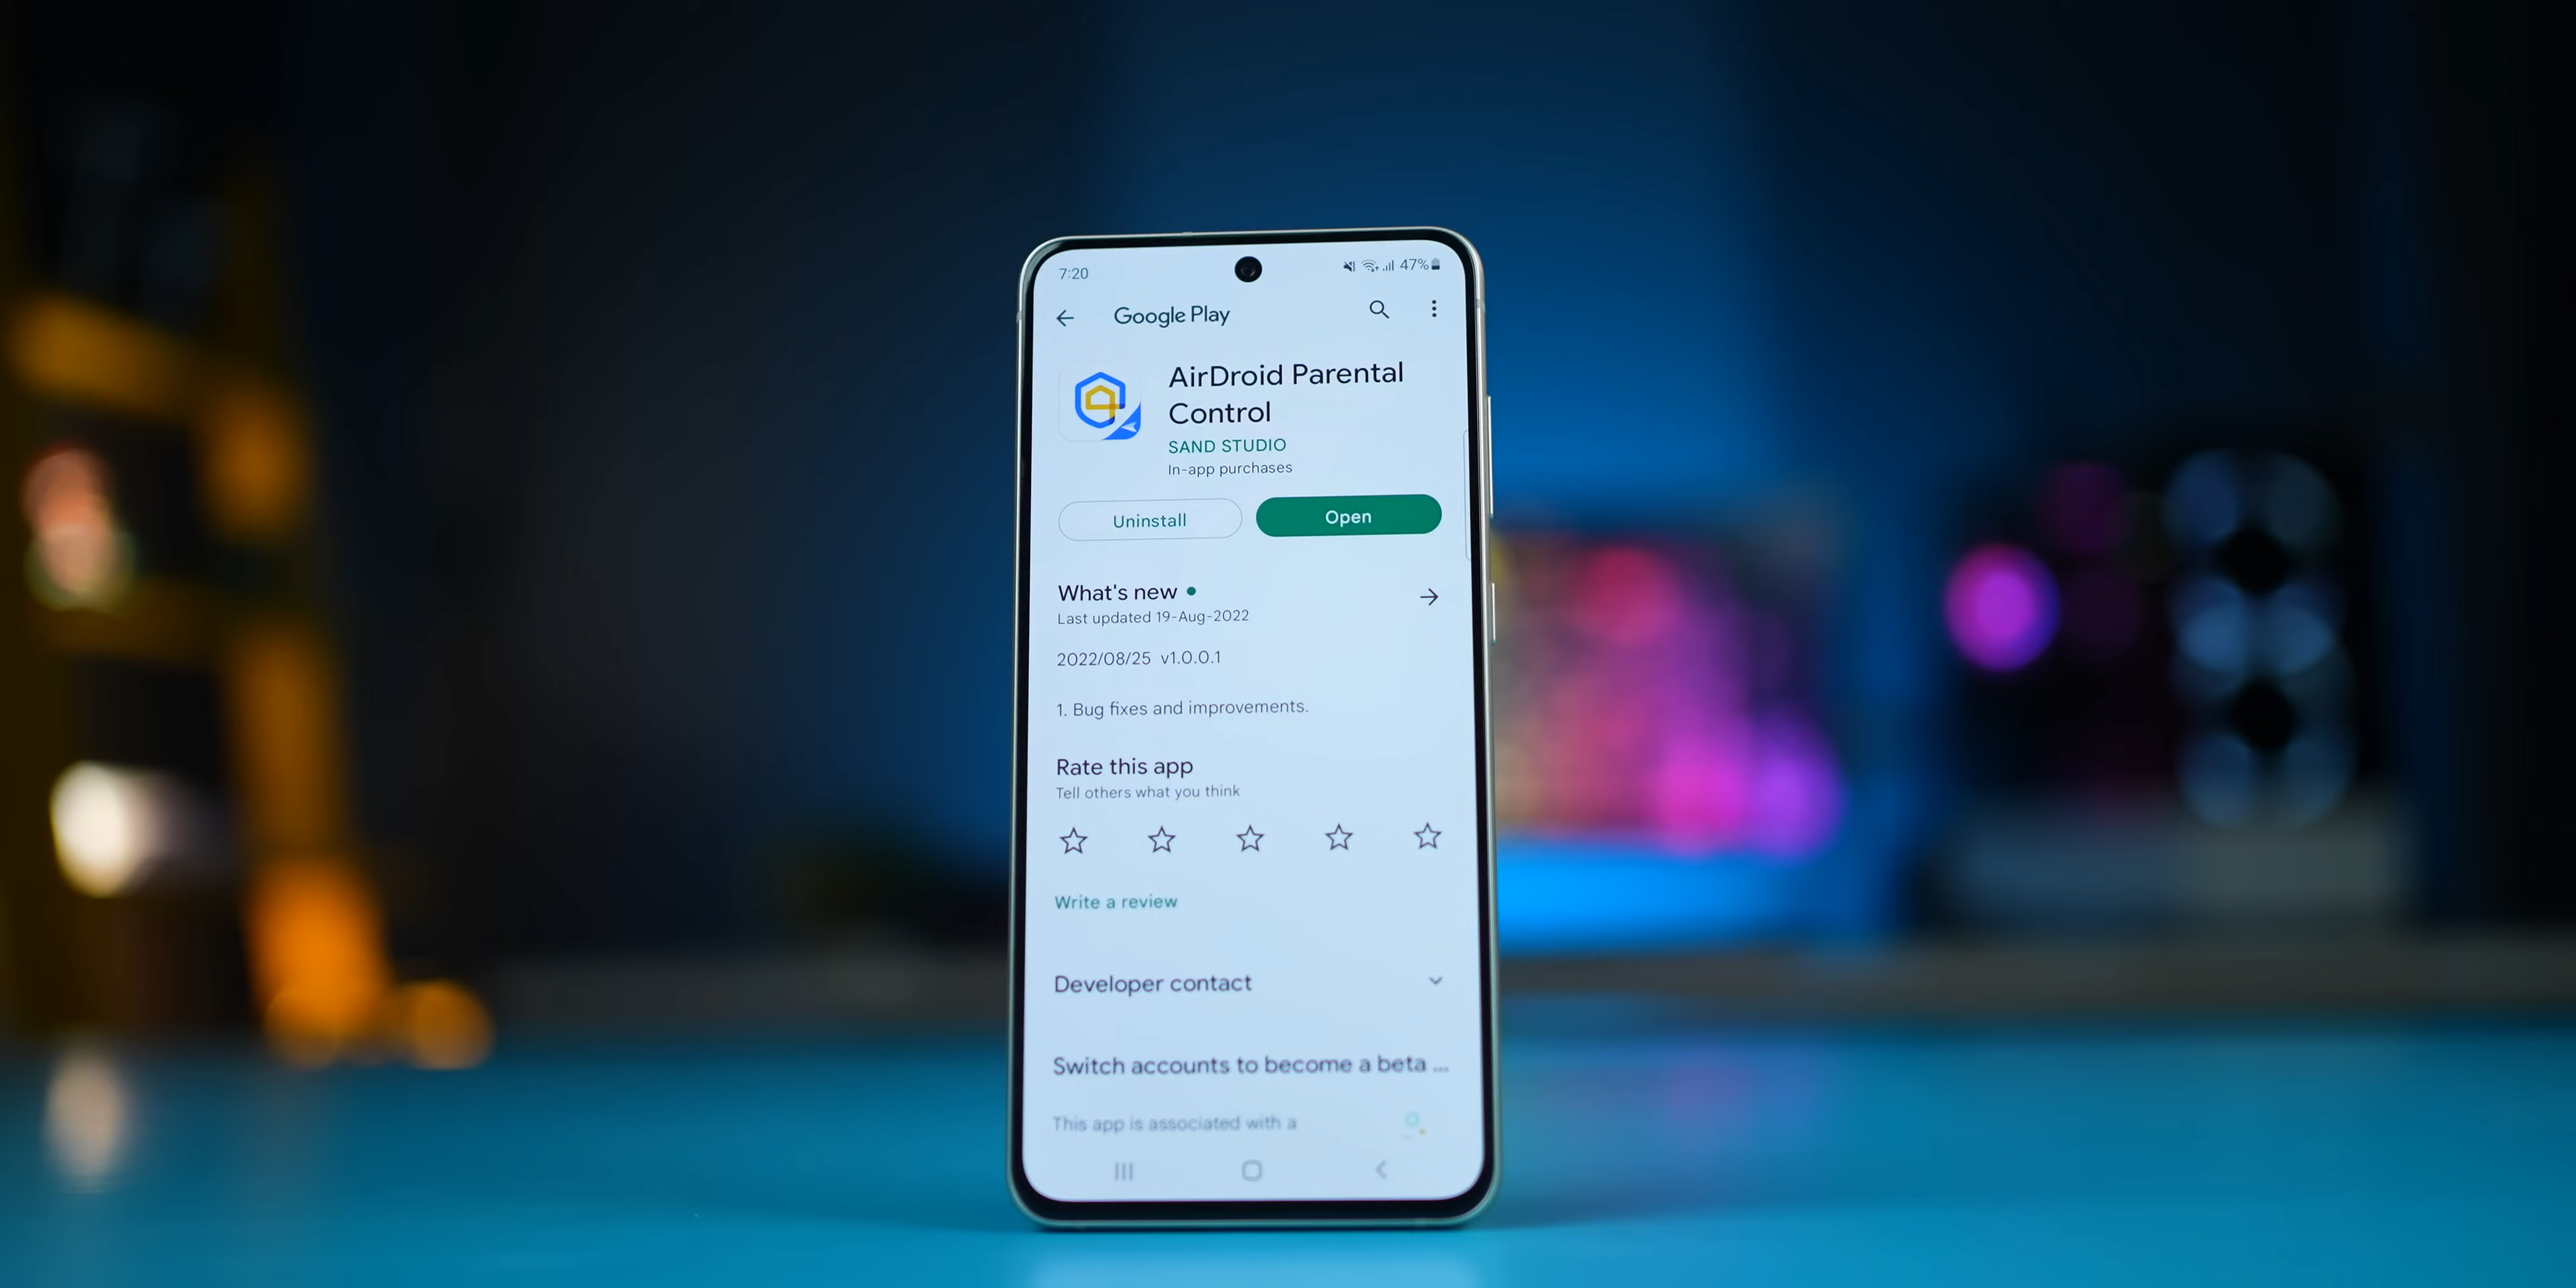 7:20
47%
Google Play
AirDroid Parental
Control
SAND STUDIO
In-app purchases
Uninstall
Open
What's new
Last updated 19-Aug-2022
2022/08/25 v1.0.0.1
1. Bug fixes and improvements.
Rate this app
Tell others what you think
Write a review
Developer contact
Switch accounts to become a beta ...
This app is associated with a